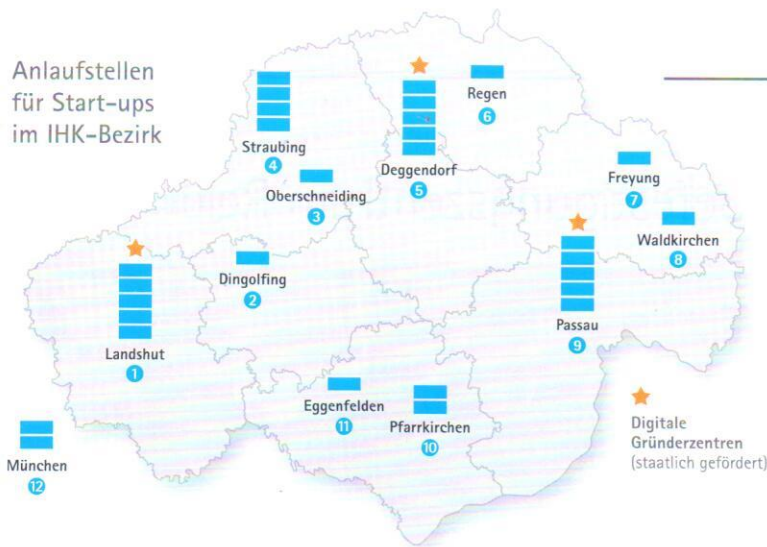 Anlaufstellen
für Start-ups
im IHK-Bezirk
Straubing
4
Regen
6
Deggendorf
5
Oberschneiding
3
Freyung
7
Waldkirchen
8
Dingolfing
2
Landshut
1
Passau
9
Eggenfelden
11
Pfarrkirchen
10
München
12
Digitale
Gründerzentren
(staatlich gefördert)